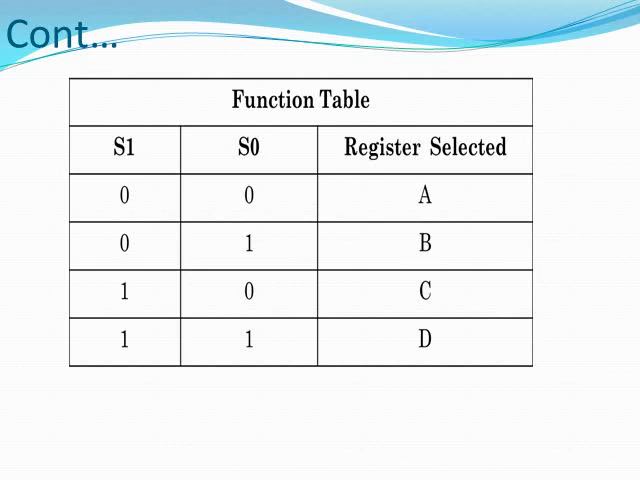 Cont...
Function Table
S1 S0 Register Selected
0 0 A
0 1 B
1 0 C
1 1 D